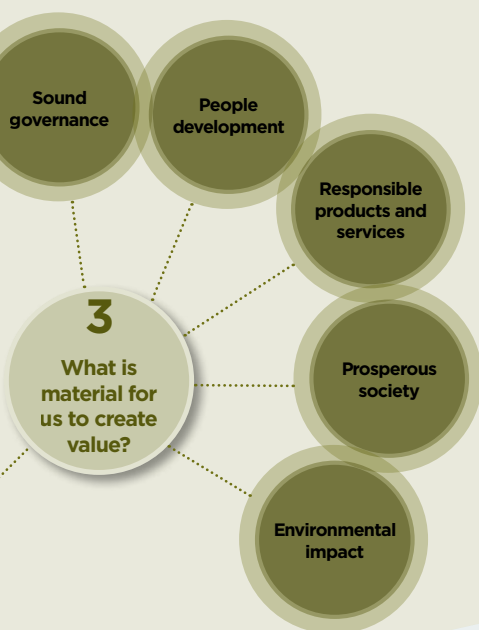 Sound
governance
People
development
Responsible
products and
services
3
What is
material for
us to create
value?
Prosperous
society
Environmental
impact